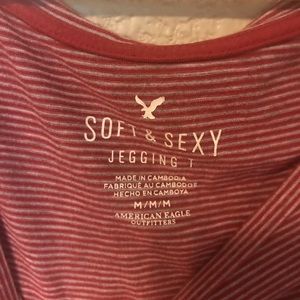 SOFT & SEXY
JEGGING T
MADE IN CAMBODIA
FABRIQUÉ AU CAMBODGE
HECHO EN CAMBOYA
M/M/M
AMERICAN EAGLE
OUTFITTERS